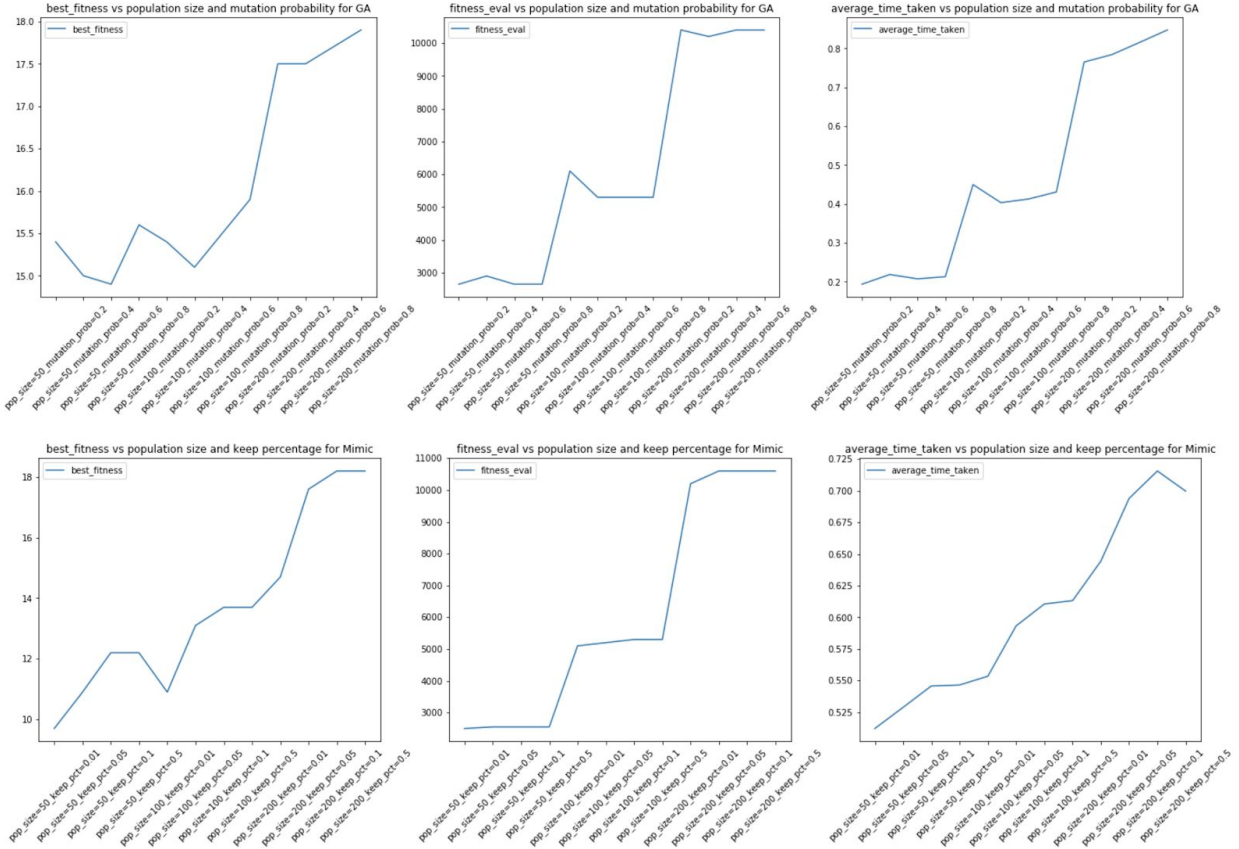 best_fitness vs population size and mutation probability for GA
best_fitness
18.0
17.5
17.0
16.5
16.0
15.5
15.0
pop_size=50_mutation_prob=0.2
pop_size=50_mutation_prob=0.4
pop_size=50_mutation_prob=0.6
pop_size=50_mutation_prob=0.8
pop_size=100_mutation_prob=0.2
pop_size=100_mutation_prob=0.4
pop_size=100_mutation_prob=0.6
pop_size=100_mutation_prob=0.8
pop_size=200_mutation_prob=0.2
pop_size=200_mutation_prob=0.4
pop_size=200_mutation_prob=0.6
pop_size=200_mutation_prob=0.8
fitness_eval vs population size and mutation probability for GA
fitness_eval
10000
9000
8000
7000
6000
5000
4000
3000
pop_size=50_mutation_prob=0.2
pop_size=50_mutation_prob=0.4
pop_size=50_mutation_prob=0.6
pop_size=50_mutation_prob=0.8
pop_size=100_mutation_prob=0.2
pop_size=100_mutation_prob=0.4
pop_size=100_mutation_prob=0.6
pop_size=100_mutation_prob=0.8
pop_size=200_mutation_prob=0.2
pop_size=200_mutation_prob=0.4
pop_size=200_mutation_prob=0.6
pop_size=200_mutation_prob=0.8
average_time_taken vs population size and mutation probability for GA
average_time_taken
0.8
0.7
0.6
0.5
0.4
0.3
0.2
pop_size=50_mutation_prob=0.2
pop_size=50_mutation_prob=0.4
pop_size=50_mutation_prob=0.6
pop_size=50_mutation_prob=0.8
pop_size=100_mutation_prob=0.2
pop_size=100_mutation_prob=0.4
pop_size=100_mutation_prob=0.6
pop_size=100_mutation_prob=0.8
pop_size=200_mutation_prob=0.2
pop_size=200_mutation_prob=0.4
pop_size=200_mutation_prob=0.6
pop_size=200_mutation_prob=0.8
best_fitness vs population size and keep percentage for Mimic
best_fitness
18
16
14
12
10
pop_size=50_keep_pct=0.01
pop_size=50_keep_pct=0.05
pop_size=50_keep_pct=0.1
pop_size=50_keep_pct=0.5
pop_size=100_keep_pct=0.01
pop_size=100_keep_pct=0.05
pop_size=100_keep_pct=0.1
pop_size=100_keep_pct=0.5
pop_size=200_keep_pct=0.01
pop_size=200_keep_pct=0.05
pop_size=200_keep_pct=0.1
pop_size=200_keep_pct=0.5
fitness_eval vs population size and keep percentage for Mimic
fitness_eval
11000
10000
9000
8000
7000
6000
5000
4000
3000
pop_size=50_keep_pct=0.01
pop_size=50_keep_pct=0.05
pop_size=50_keep_pct=0.1
pop_size=50_keep_pct=0.5
pop_size=100_keep_pct=0.01
pop_size=100_keep_pct=0.05
pop_size=100_keep_pct=0.1
pop_size=100_keep_pct=0.5
pop_size=200_keep_pct=0.01
pop_size=200_keep_pct=0.05
pop_size=200_keep_pct=0.1
pop_size=200_keep_pct=0.5
average_time_taken vs population size and keep percentage for Mimic
average_time_taken
0.725
0.700
0.675
0.650
0.625
0.600
0.575
0.550
0.525
pop_size=50_keep_pct=0.01
pop_size=50_keep_pct=0.05
pop_size=50_keep_pct=0.1
pop_size=50_keep_pct=0.5
pop_size=100_keep_pct=0.01
pop_size=100_keep_pct=0.05
pop_size=100_keep_pct=0.1
pop_size=100_keep_pct=0.5
pop_size=200_keep_pct=0.01
pop_size=200_keep_pct=0.05
pop_size=200_keep_pct=0.1
pop_size=200_keep_pct=0.5